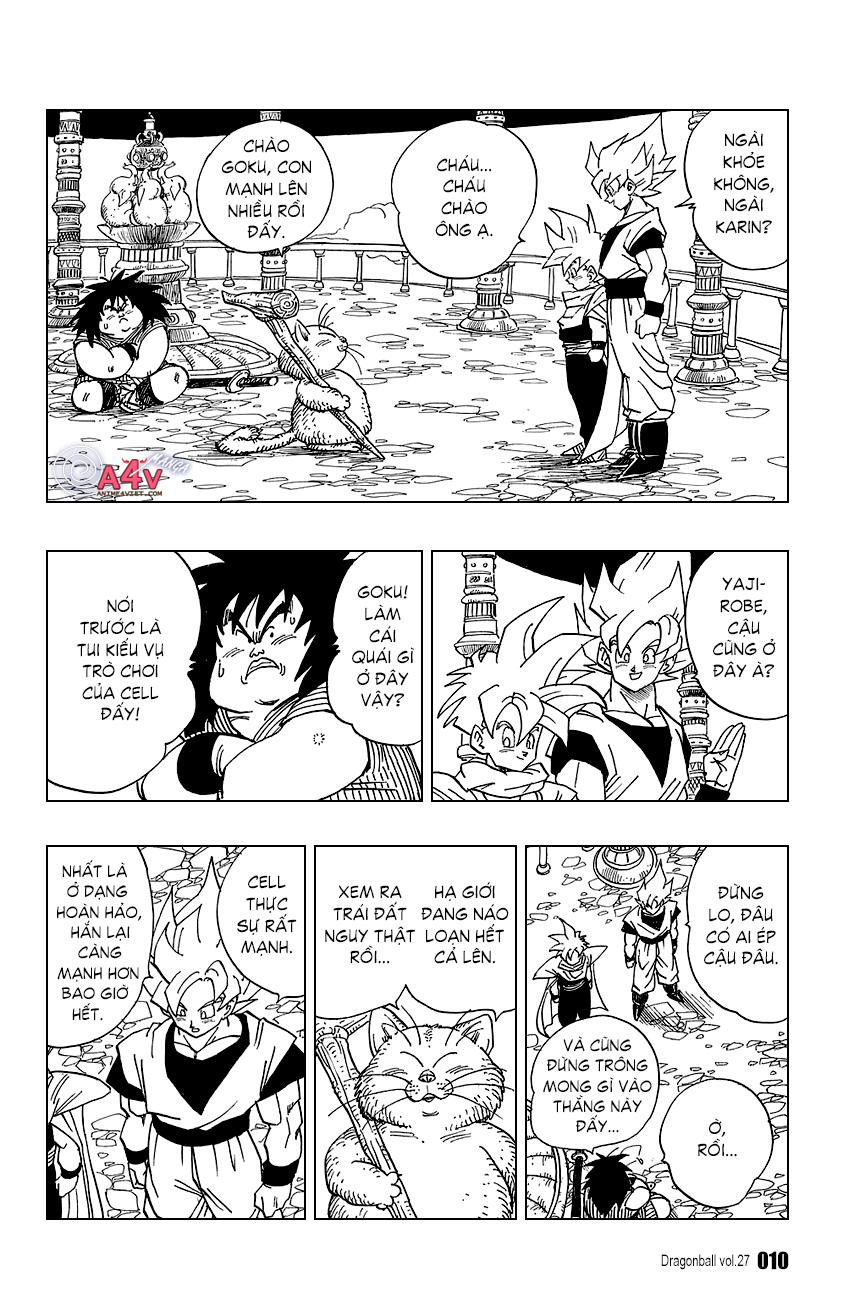 NGÀI
KHỎE
KHÔNG,
NGÀI
KARIN?
CHÁU...
CHÁU
CHÀO
ÔNG Ạ.
CHÀO
GOKU, CON
MẠNH LÊN
NHIỀU RỒI
ĐẤY.
MANGA
A4V
ANIME4VIET.COM
YAJI-
ROBE,
CẬU
CŨNG Ở
ĐÂY À?
GOKU!
LÀM
CÁI
QUÁI GÌ
Ở ĐÂY
VẬY?
NÓI
TRƯỚC LÀ
TUI KIẾU VỤ
TRÒ CHƠI
CỦA CELL
ĐẤY!
ĐỪNG
LO, ĐÂU
CÓ AI ÉP
CẬU ĐÂU.
Ờ,
RỒI...
VÀ CŨNG
ĐỪNG TRÔNG
MONG GÌ VÀO
THẰNG NÀY
ĐẤY...
HẠ GIỚI
ĐANG NÁO
LOẠN HẾT
CẢ LÊN.
XEM RA
TRÁI ĐẤT
NGUY THẬT
RỒI...
CELL
THỰC
SỰ RẤT
MẠNH.
NHẤT LÀ
Ở DẠNG
HOÀN HẢO,
HẮN LẠI
CÀNG
MẠNH HƠN
BAO GIỜ
HẾT.
Dragonball vol.27 010